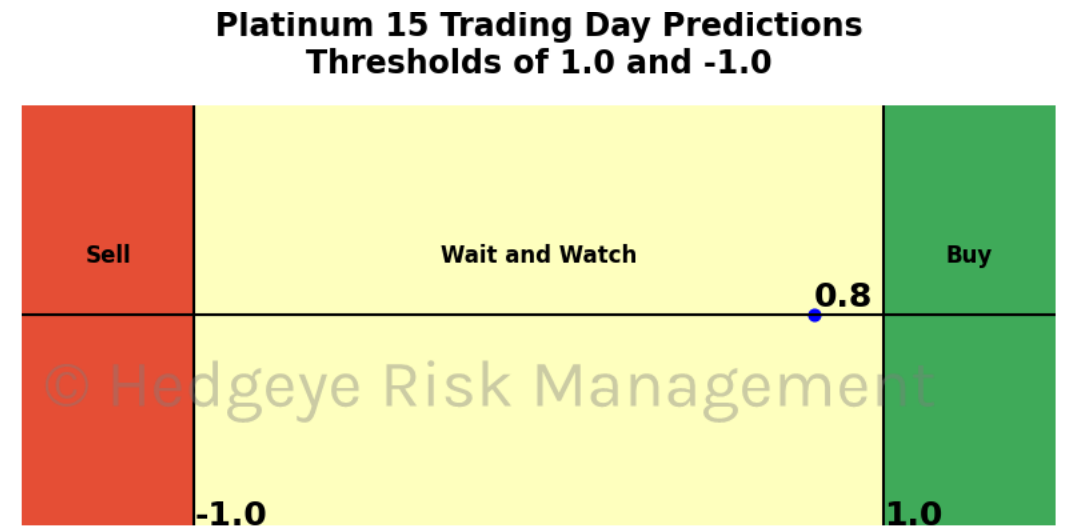 Platinum 15 Trading Day Predictions
Thresholds of 1.0 and -1.0
Sell
Wait and Watch
Buy
0.8
© Hedgeye Risk Management
-1.0
1.0